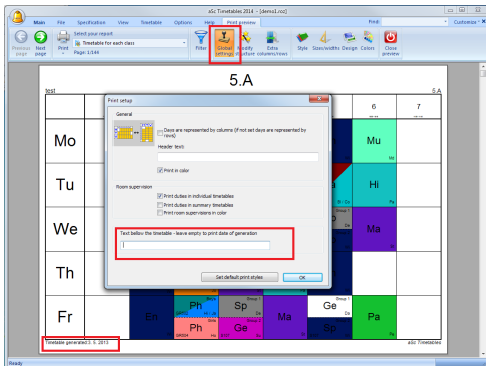 aSc Timetables 2014 - [demo1.roz]
Main File Specification View Timetable Options Help Print preview Print Customize
Previous page Next page Print Select your report Timetable for each class Page: 1/144 Filter Global settings Modify structure Extra columns/rows Style Sizes/widths Design Colors Close preview
5.A
test 5.A
6 7
Mo Mu
Tu Hi
We Ma
Th
Fr En Ph Sp Ma Ge Pa
Ph Ge Sp
Group 1
Print setup
General
Days are represented by columns (if not set days are represented by rows)
Header text:
Print in color
Room supervision
Print duties in individual timetables
Print duties in summary timetables
Print room supervisions in color
Text bellow the timetable - leave empty to print date of generation
Set default print styles OK
Timetable generated:3. 5. 2013 aSc Timetables
Ready